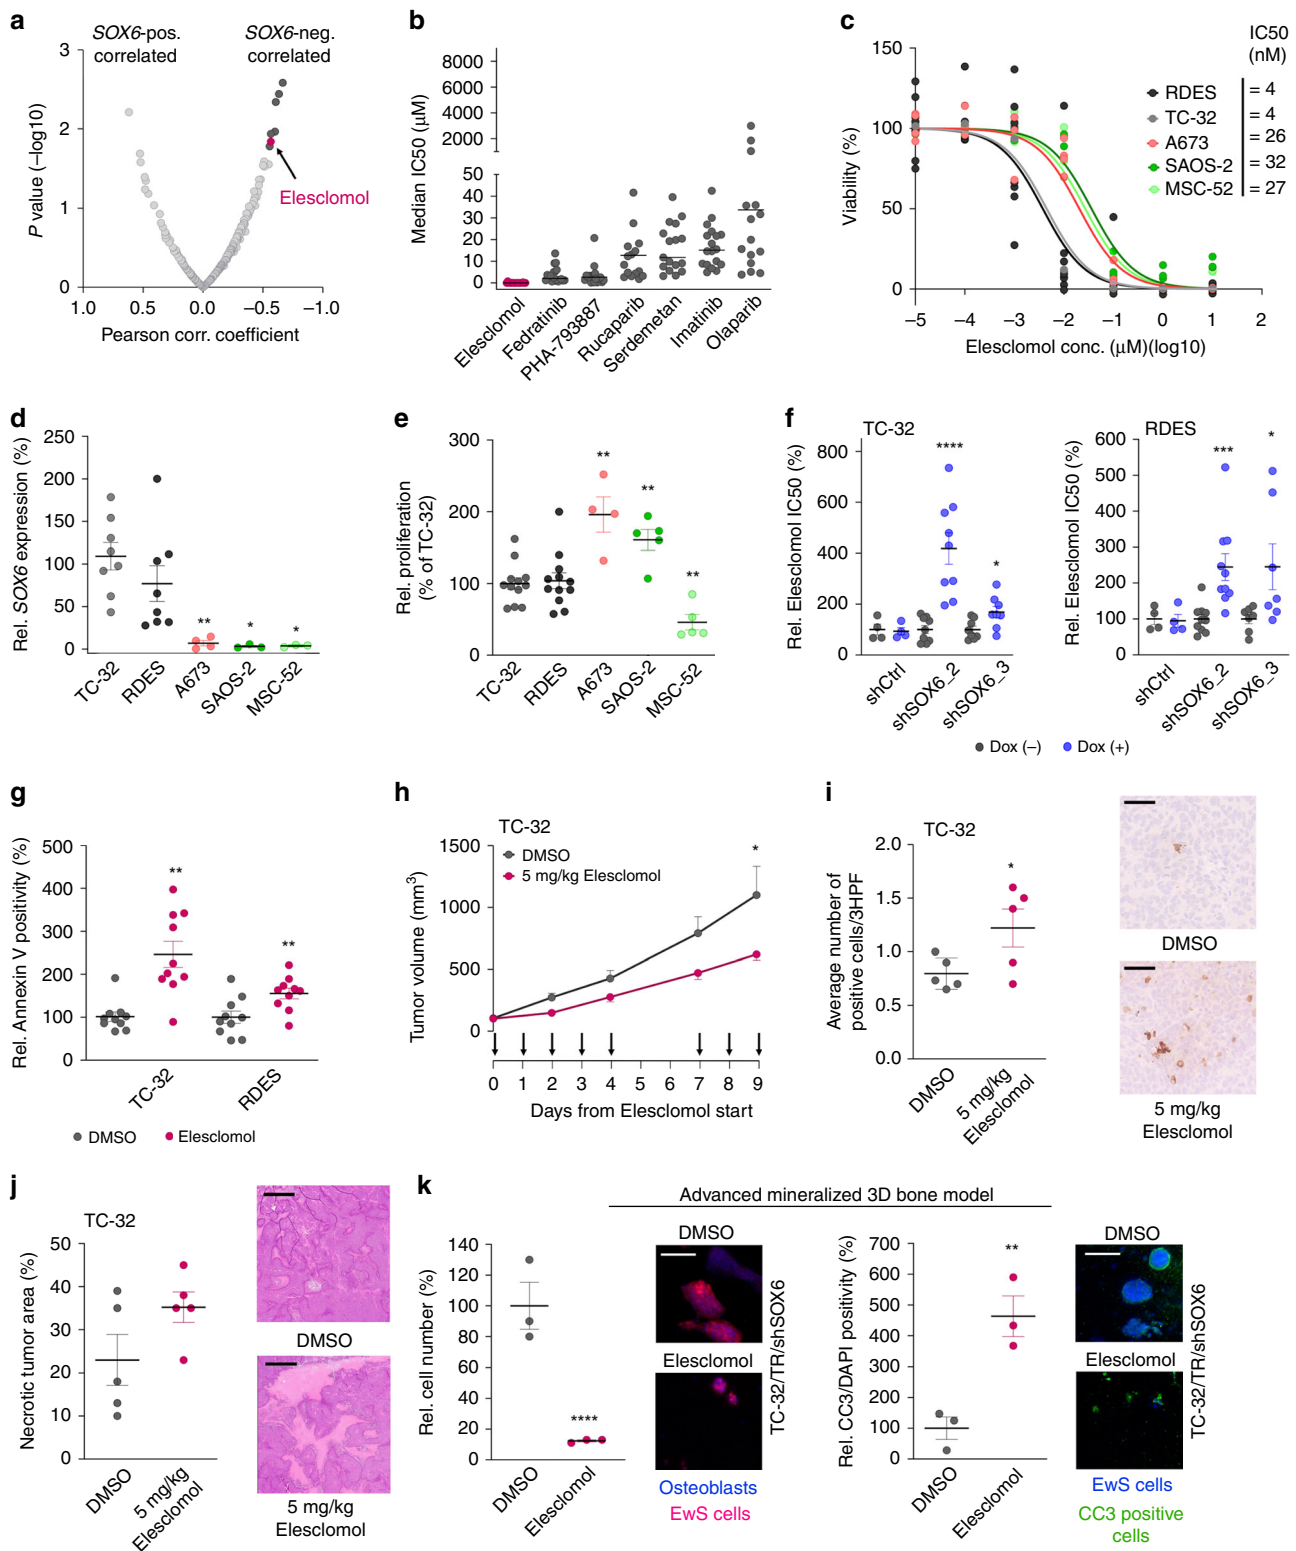 a
SOX6-pos.
correlated
SOX6-neg.
correlated
P value (–log10)
3
2
1
0
Elesclomol
1.0
0.5
0.0
–0.5
–1.0
Pearson corr. coefficient
b
Median IC50 (µM)
8000
6000
4000
2000
50
40
30
20
10
0
Elesclomol
Fedratinib
PHA-793887
Rucaparib
Serdemetan
Imatinib
Olaparib
c
Viability (%)
150
100
50
0
IC50
(nM)
RDES = 4
TC-32 = 4
A673 = 26
SAOS-2 = 32
MSC-52 = 27
–5
–4
–3
–2
–1
0
1
2
Elesclomol conc. (µM)(log10)
d
Rel. SOX6 expression (%)
250
200
150
100
50
0
**
*
*
TC-32
RDES
A673
SAOS-2
MSC-52
e
Rel. proliferation
(% of TC-32)
300
200
100
0
**
**
**
TC-32
RDES
A673
SAOS-2
MSC-52
f
TC-32
Rel. Elesclomol IC50 (%)
800
600
400
200
0
****
*
shCtrl
shSOX6_2
shSOX6_3
RDES
Rel. Elesclomol IC50 (%)
600
500
400
300
200
100
0
***
*
shCtrl
shSOX6_2
shSOX6_3
Dox (–)
Dox (+)
g
Rel. Annexin V positivity (%)
500
400
300
200
100
0
**
**
TC-32
RDES
DMSO
Elesclomol
h
TC-32
DMSO
5 mg/kg Elesclomol
Tumor volume (mm³)
1500
1000
500
0
*
0
1
2
3
4
5
6
7
8
9
Days from Elesclomol start
i
TC-32
Average number of
positive cells/3HPF
2.0
1.5
1.0
0.5
0.0
*
DMSO
5 mg/kg
Elesclomol
DMSO
5 mg/kg
Elesclomol
j
TC-32
Necrotic tumor area (%)
50
40
30
20
10
0
DMSO
5 mg/kg
Elesclomol
DMSO
5 mg/kg
Elesclomol
k
Advanced mineralized 3D bone model
Rel. cell number (%)
140
120
100
80
60
40
20
0
****
DMSO
Elesclomol
DMSO
Elesclomol
TC-32/TR/shSOX6
Osteoblasts
EwS cells
Rel. CC3/DAPI positivity (%)
700
600
500
400
300
200
100
0
**
DMSO
Elesclomol
DMSO
Elesclomol
TC-32/TR/shSOX6
EwS cells
CC3 positive
cells